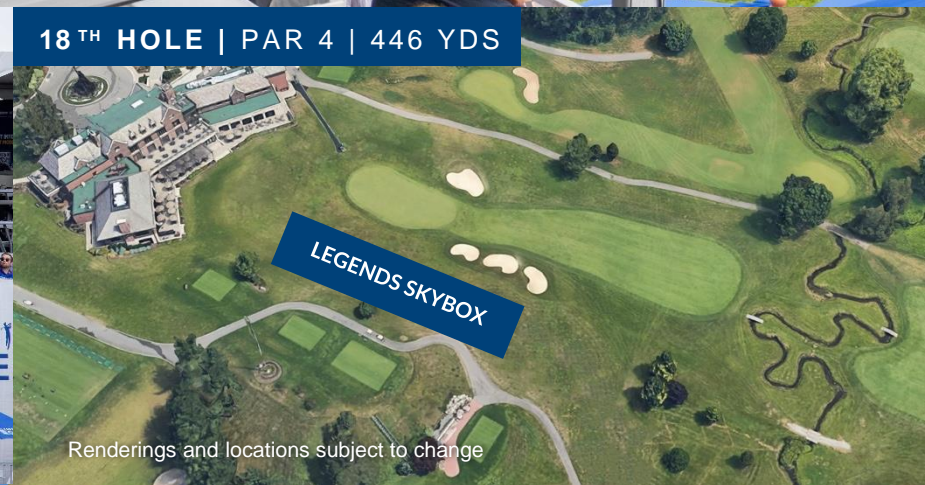 18TH HOLE | PAR 4 | 446 YDS
LEGENDS SKYBOX
Renderings and locations subject to change